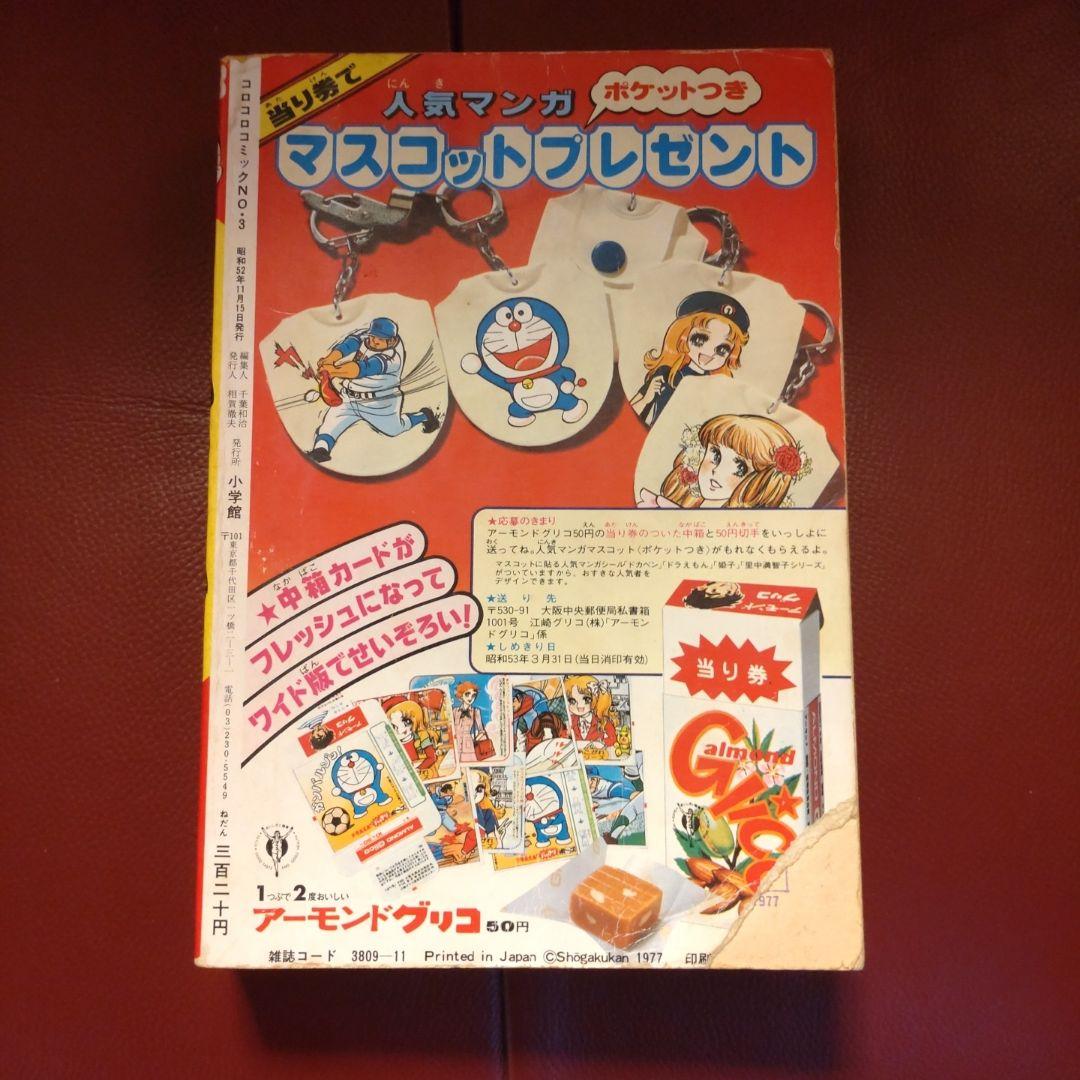 コロコロコミックNO・3 昭和52年11月15日発行 編集人 千葉和治 発行人 相賀徹夫 発行所 小学館 〒101 東京都千代田区一ツ橋二―三―一 電話(03)230-5549 ねだん 三百二十円
当り券で
人気マンガ
ポケットつき
マスコットプレゼント
★応募のきまり
アーモンドグリコ50円の当り券のついた中箱と50円切手をいっしょに
送ってね。人気マンガマスコット(ポケットつき)がもれなくもらえるよ。
マスコットに貼る人気マンガシール「ドカベン」「ドラえもん」「姫子」「里中満智子シリーズ」
がついていますから、おすきな人気者を
デザインできます。
★送り先
〒530-91 大阪中央郵便局私書箱
1001号 江崎グリコ(株)「アーモン
ドグリコ」係
★しめきり日
昭和53年3月31日(当日消印有効)
★中箱カードが
フレッシュになって
ワイド版でせいぞろい!
アーモンド
グリコ
当り券
almond
Glico
ALMOND GLICO
1つぶで2度おいしい
アーモンドグリコ 50円
1977
雑誌コード 3809―11 Printed in Japan ©Shōgakukan 1977 印刷